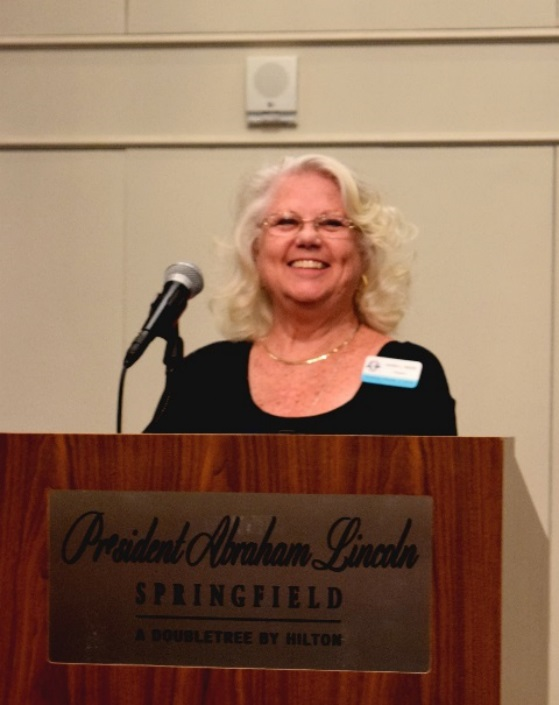 President Abraham Lincoln
SPRINGFIELD
A DOUBLETREE BY HILTON